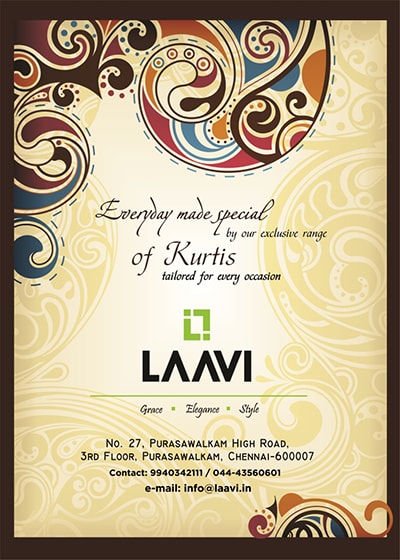 Everyday made special
by our exclusive range
of Kurtis
tailored for every occasion
LAAVI
Grace ▪ Elegance ▪ Style
No. 27, Purasawalkam High Road,
3rd Floor, Purasawalkam, Chennai-600007
Contact: 9940342111 / 044-43560601
e-mail: info@laavi.in